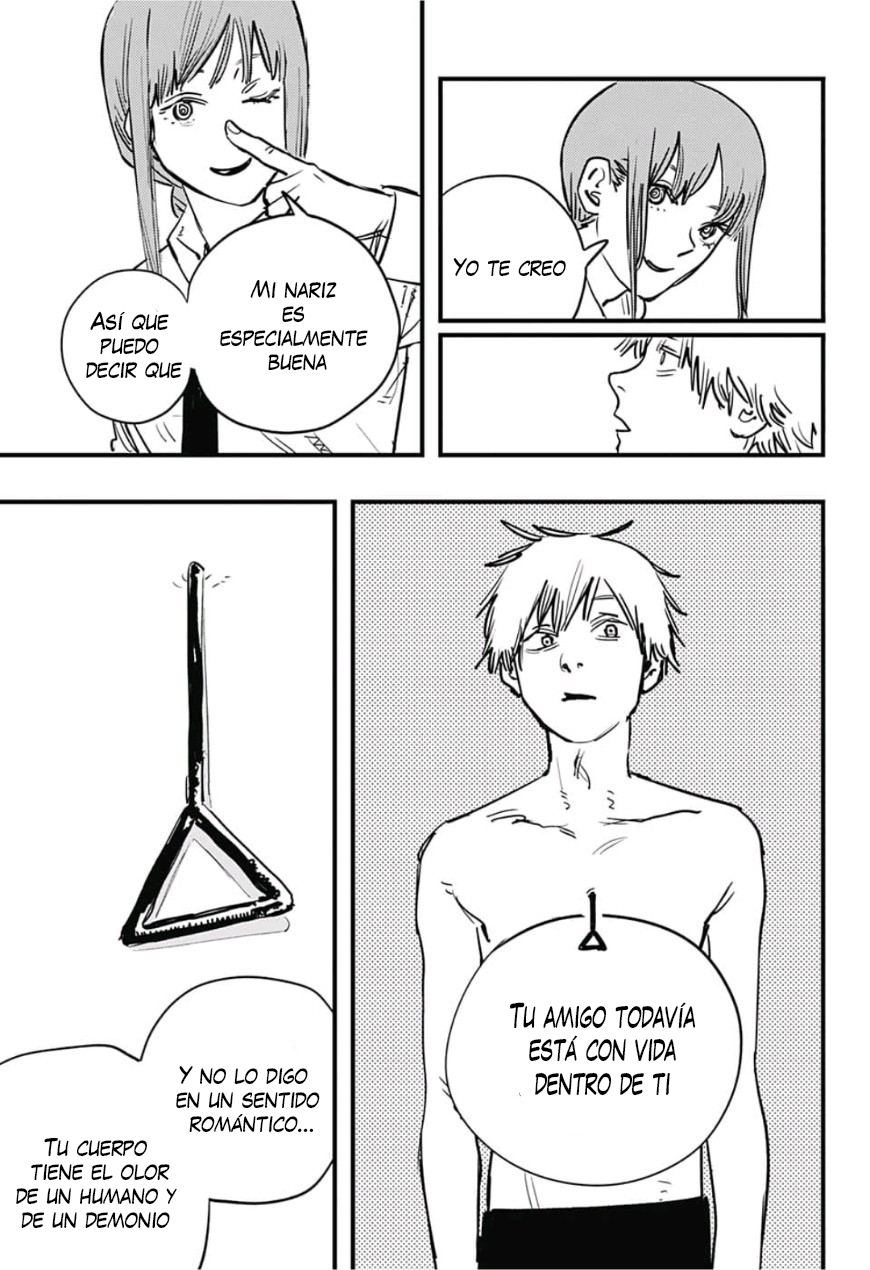 Yo te creo
Mi nariz
es
especialmente
buena
Así que
puedo
decir que
Tu amigo todavía
está con vida
dentro de ti
Y no lo digo
en un sentido
romántico...
Tu cuerpo
tiene el olor
de un humano y
de un demonio